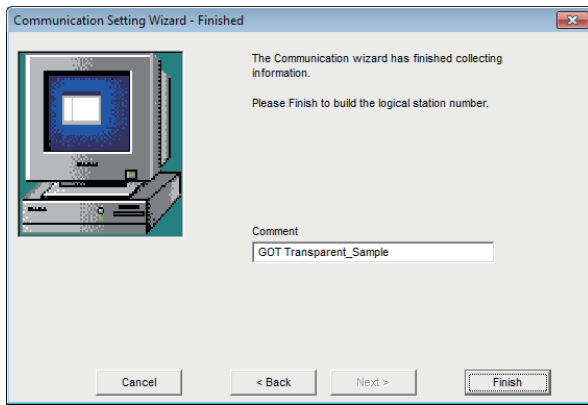 Communication Setting Wizard - Finished
The Communication wizard has finished collecting
information.
Please Finish to build the logical station number.
Comment
GOT Transparent_Sample
Cancel
< Back
Next >
Finish